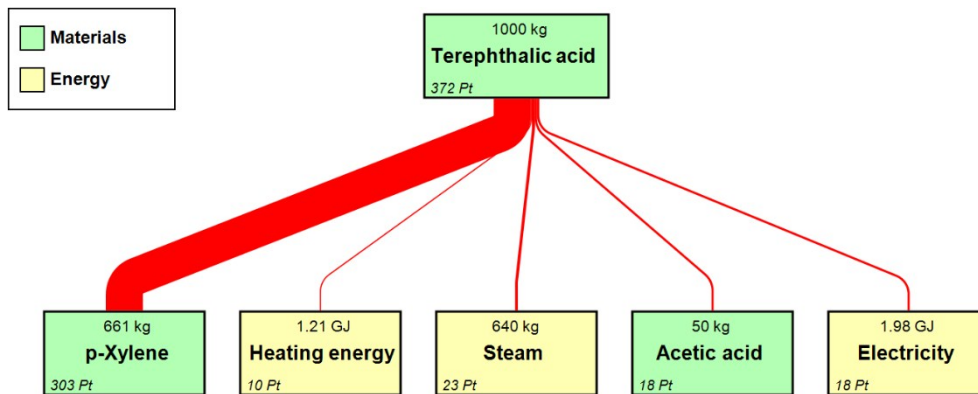 Materials
Energy
1000 kg
Terephthalic acid
372 Pt
661 kg
p-Xylene
303 Pt
1.21 GJ
Heating energy
10 Pt
640 kg
Steam
23 Pt
50 kg
Acetic acid
18 Pt
1.98 GJ
Electricity
18 Pt